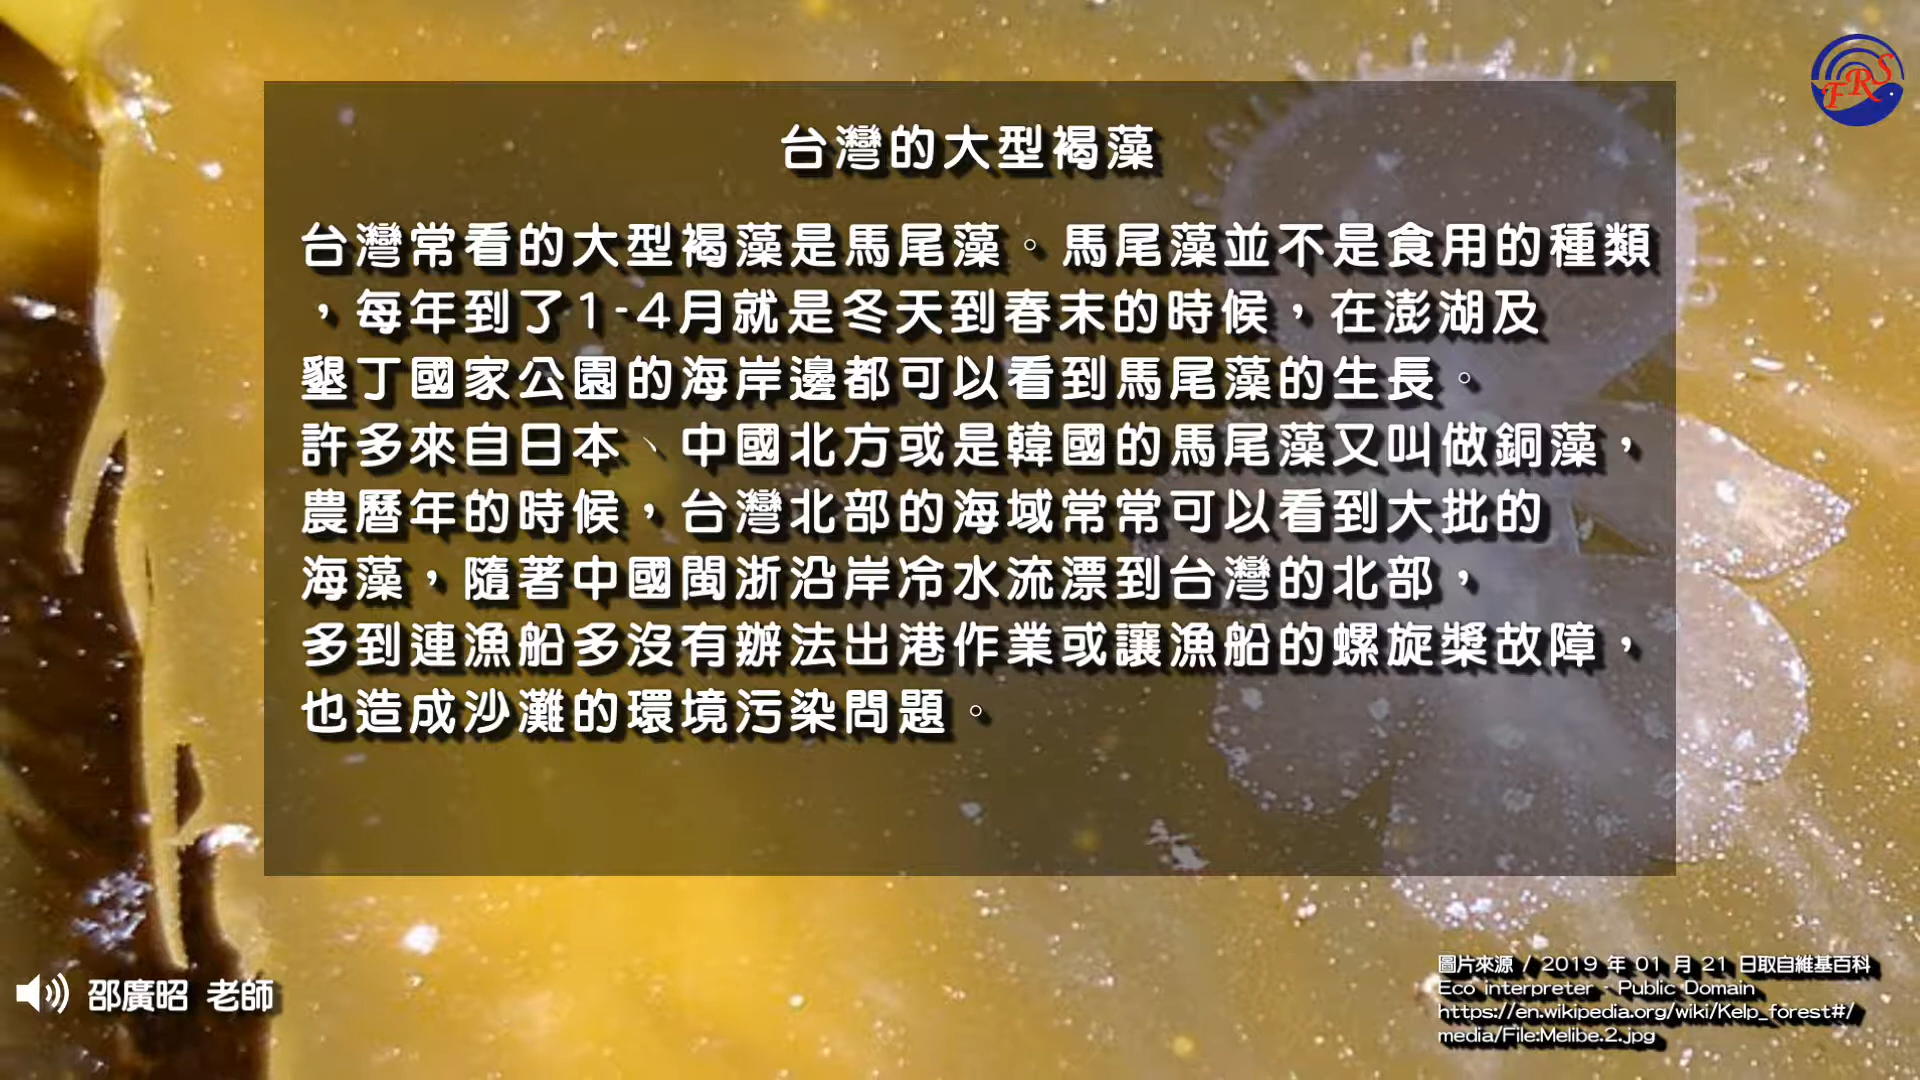 FRS
台灣的大型褐藻
台灣常看的大型褐藻是馬尾藻。馬尾藻並不是食用的種類
，每年到了1-4月就是冬天到春末的時候，在澎湖及
墾丁國家公園的海岸邊都可以看到馬尾藻的生長。
許多來自日本、中國北方或是韓國的馬尾藻又叫做銅藻，
農曆年的時候，台灣北部的海域常常可以看到大批的
海藻，隨著中國閩浙沿岸冷水流漂到台灣的北部，
多到連漁船多沒有辦法出港作業或讓漁船的螺旋槳故障，
也造成沙灘的環境污染問題。
邵廣昭 老師
圖片來源 / 2019 年 01 月 21 日取自維基百科
Eco interpreter - Public Domain
https://en.wikipedia.org/wiki/Kelp_forest#/
media/File:Melibe.2.jpg